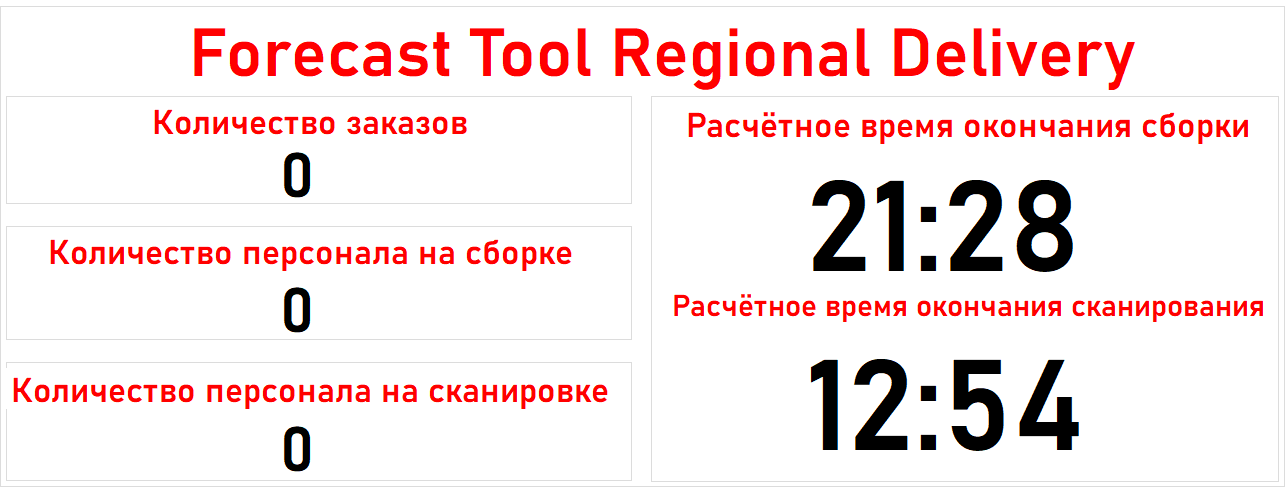 Forecast Tool Regional Delivery
Количество заказов
0
Количество персонала на сборке
0
Количество персонала на сканировке
0
Расчётное время окончания сборки
21:28
Расчётное время окончания сканирования
12:54